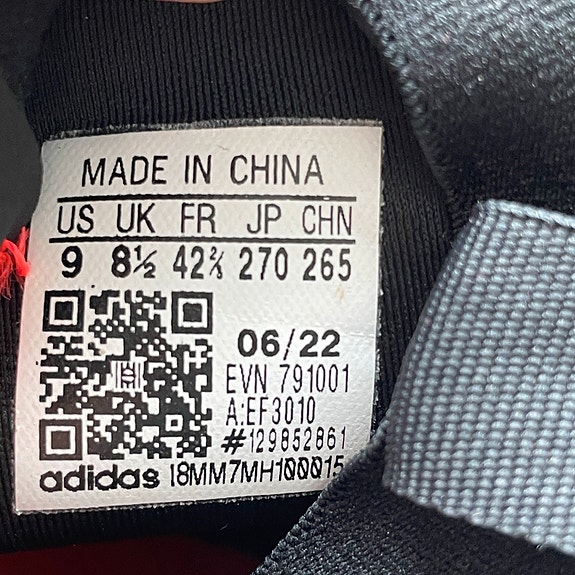 MADE IN CHINA
US UK FR JP CHN
9 8½ 42⅔ 270 265
06/22
EVN 791001
A:EF3010
#129852861
adidas 18MM7MH100015